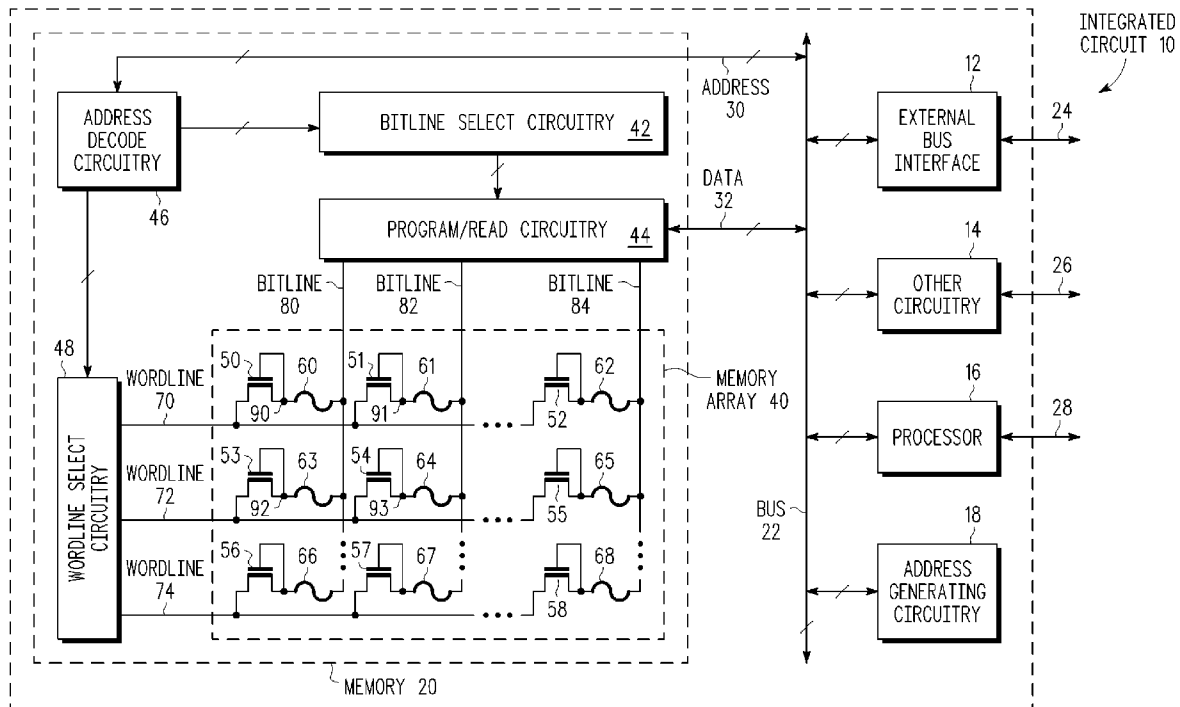 INTEGRATED
CIRCUIT 10
ADDRESS
30
ADDRESS
DECODE
CIRCUITRY
46
BITLINE SELECT CIRCUITRY 42
12
EXTERNAL
BUS
INTERFACE
24
DATA
32
PROGRAM/READ CIRCUITRY 44
14
OTHER
CIRCUITRY
26
BITLINE
80
BITLINE
82
BITLINE
84
48
WORDLINE SELECT
CIRCUITRY
WORDLINE
70
50 60 51 61 62
90 91 52
MEMORY
ARRAY 40
16
PROCESSOR
28
WORDLINE
72
53 63 54 64 65
92 93 55
BUS
22
WORDLINE
74
56 66 57 67 68
58
18
ADDRESS
GENERATING
CIRCUITRY
MEMORY 20